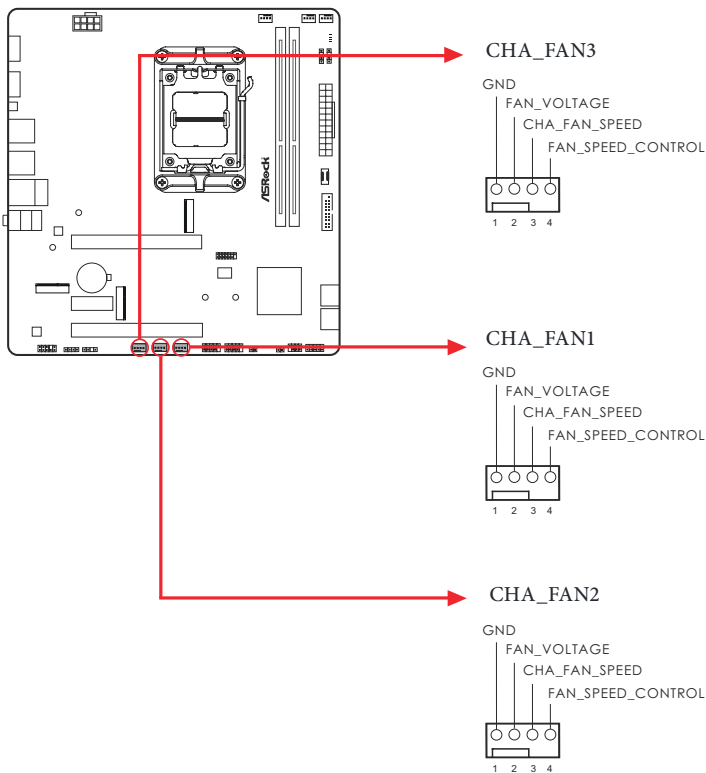 CHA_FAN3
GND
FAN_VOLTAGE
CHA_FAN_SPEED
FAN_SPEED_CONTROL
1 2 3 4
ASRock
CHA_FAN1
GND
FAN_VOLTAGE
CHA_FAN_SPEED
FAN_SPEED_CONTROL
1 2 3 4
CHA_FAN2
GND
FAN_VOLTAGE
CHA_FAN_SPEED
FAN_SPEED_CONTROL
1 2 3 4